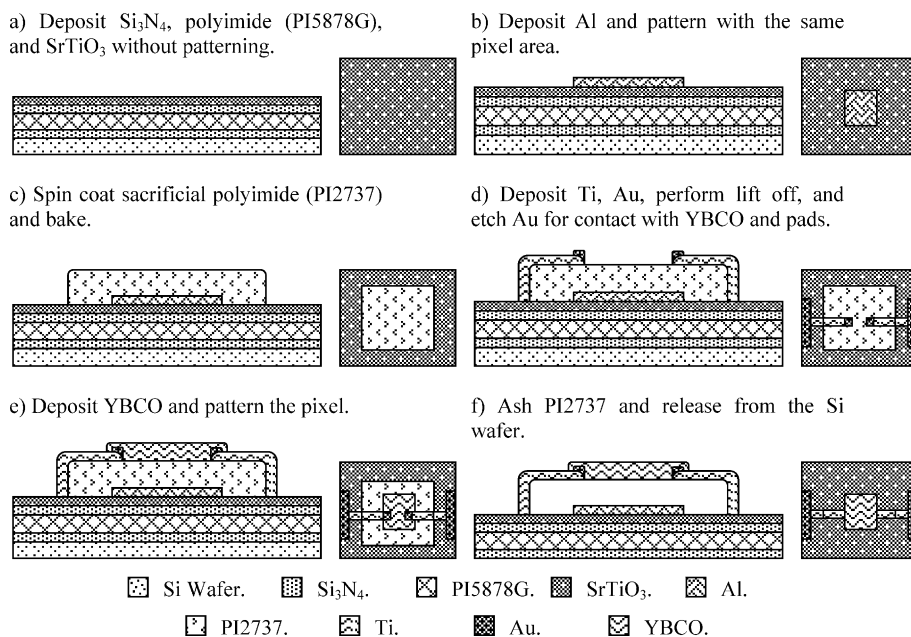 a) Deposit Si₃N₄, polyimide (PI5878G),
and SrTiO₃ without patterning.
b) Deposit Al and pattern with the same
pixel area.
c) Spin coat sacrificial polyimide (PI2737)
and bake.
d) Deposit Ti, Au, perform lift off, and
etch Au for contact with YBCO and pads.
e) Deposit YBCO and pattern the pixel.
f) Ash PI2737 and release from the Si
wafer.
Si Wafer. Si₃N₄. PI5878G. SrTiO₃. Al.
PI2737. Ti. Au. YBCO.